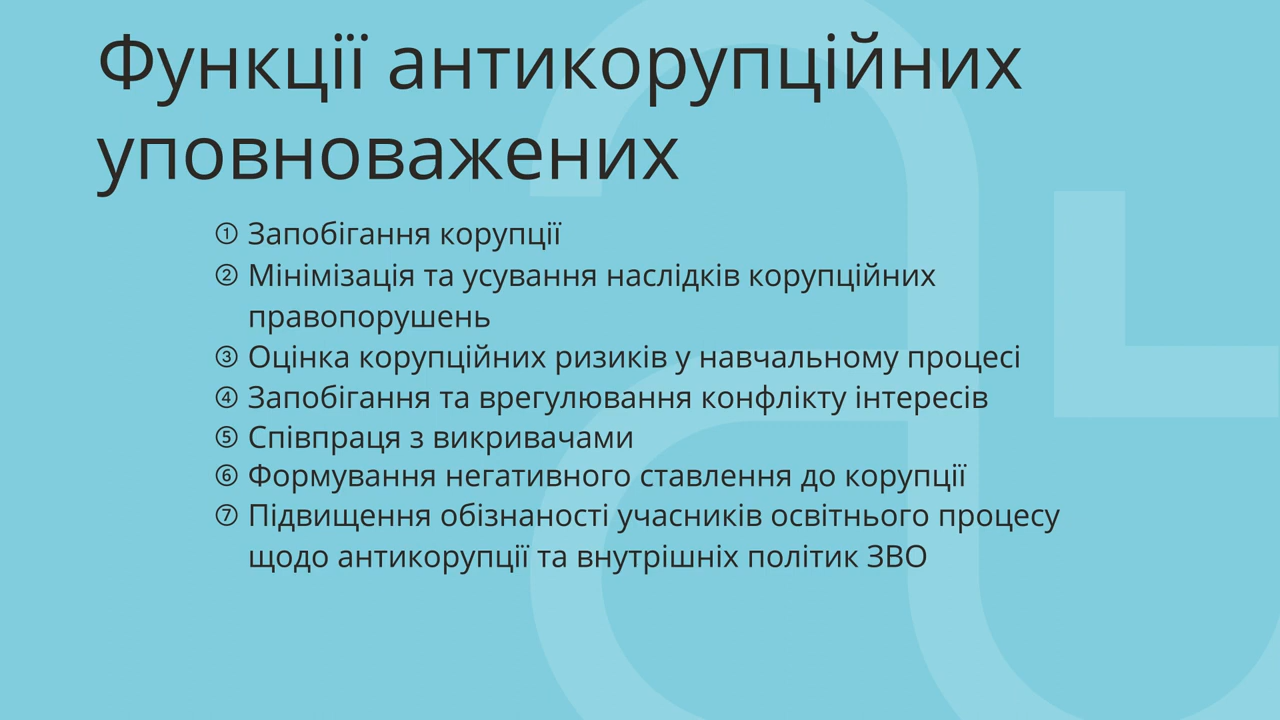 Функції антикорупційних
уповноважених
① Запобігання корупції
② Мінімізація та усування наслідків корупційних
правопорушень
③ Оцінка корупційних ризиків у навчальному процесі
④ Запобігання та врегулювання конфлікту інтересів
⑤ Співпраця з викривачами
⑥ Формування негативного ставлення до корупції
⑦ Підвищення обізнаності учасників освітнього процесу
щодо антикорупції та внутрішніх політик ЗВО